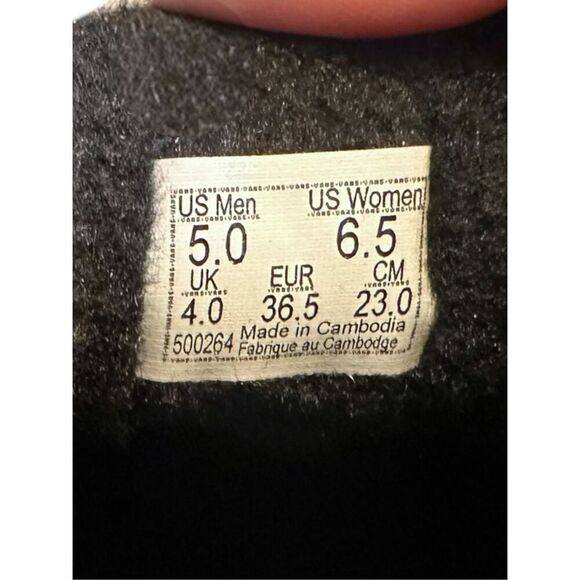 US Men US Women
5.0 6.5
UK EUR CM
4.0 36.5 23.0
500264 Made in Cambodia
Fabrique au Cambodge